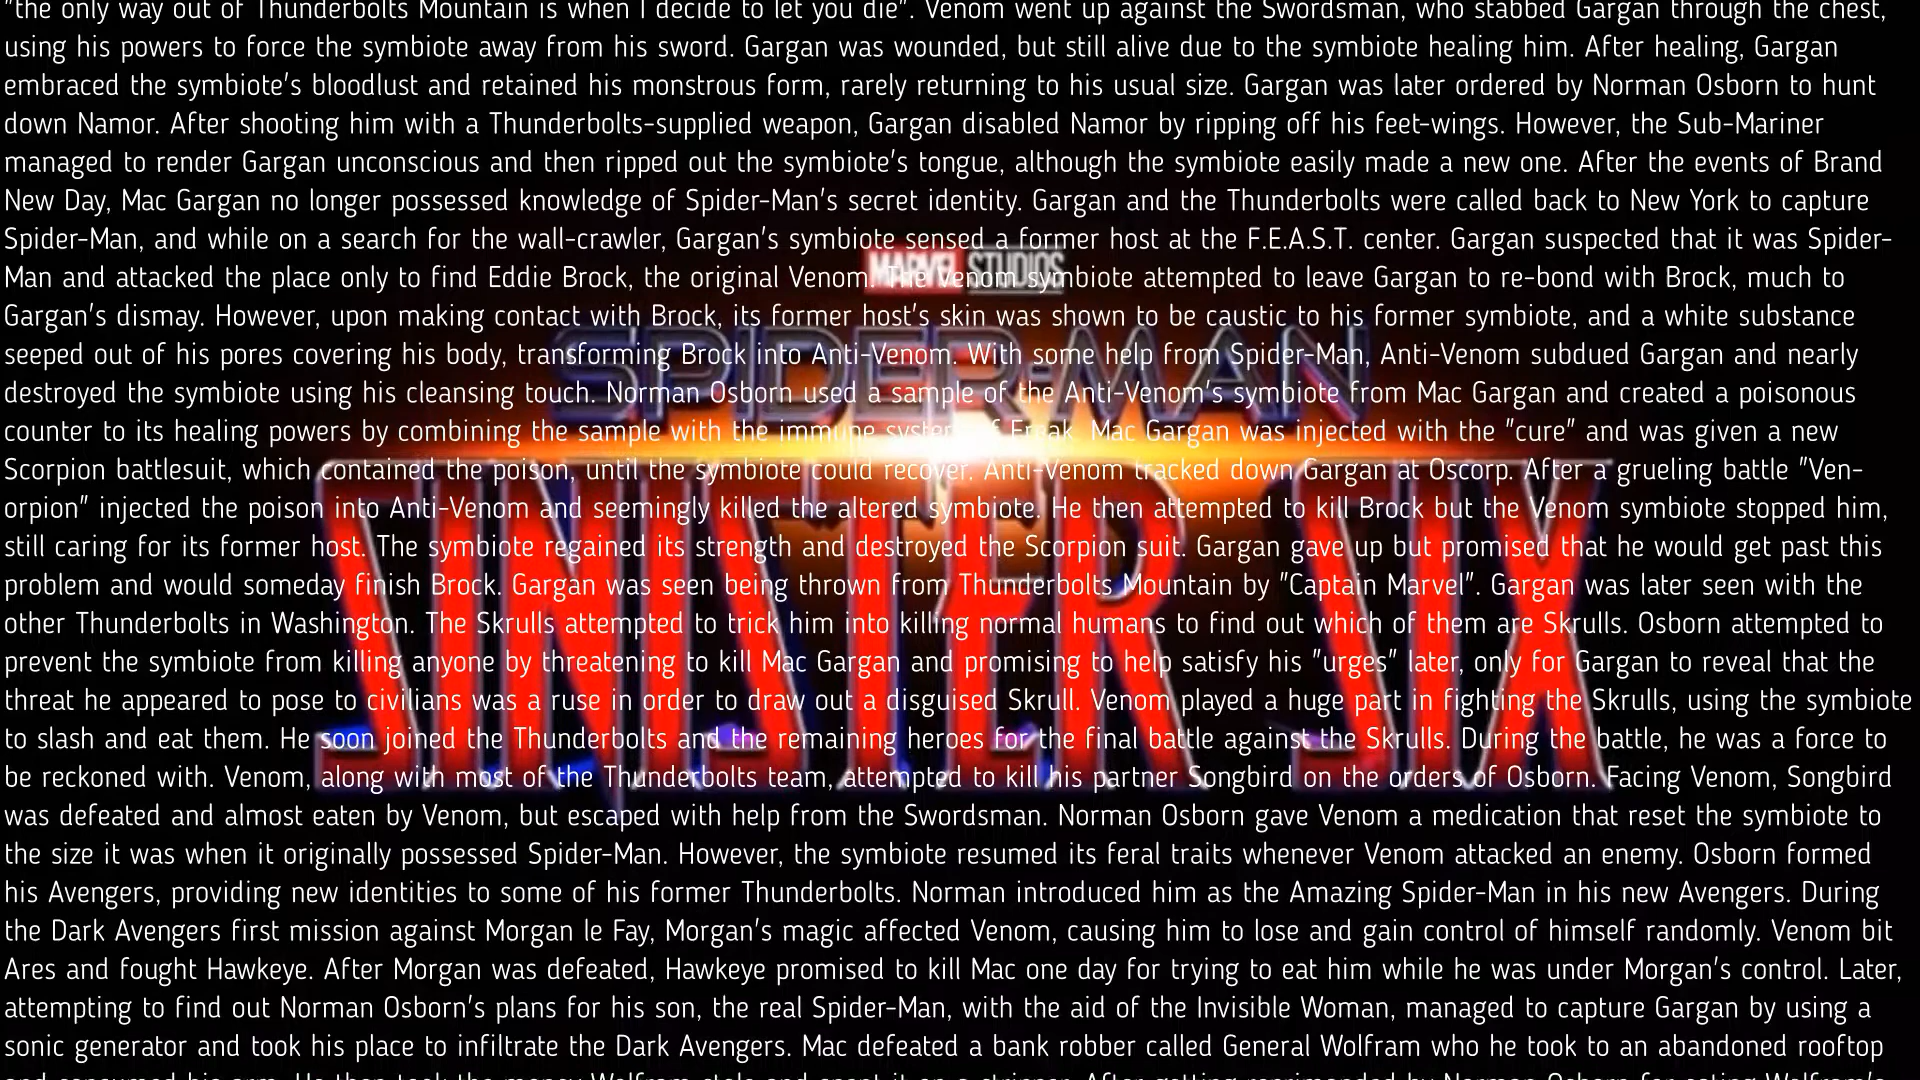 "the only way out of Thunderbolts Mountain is when I decide to let you die". Venom went up against the Swordsman, who stabbed Gargan through the chest,
using his powers to force the symbiote away from his sword. Gargan was wounded, but still alive due to the symbiote healing him. After healing, Gargan
embraced the symbiote's bloodlust and retained his monstrous form, rarely returning to his usual size. Gargan was later ordered by Norman Osborn to hunt
down Namor. After shooting him with a Thunderbolts-supplied weapon, Gargan disabled Namor by ripping off his feet-wings. However, the Sub-Mariner
managed to render Gargan unconscious and then ripped out the symbiote's tongue, although the symbiote easily made a new one. After the events of Brand
New Day, Mac Gargan no longer possessed knowledge of Spider-Man's secret identity. Gargan and the Thunderbolts were called back to New York to capture
Spider-Man, and while on a search for the wall-crawler, Gargan's symbiote sensed a former host at the F.E.A.S.T. center. Gargan suspected that it was Spider-
Man and attacked the place only to find Eddie Brock, the original Venom. The Venom symbiote attempted to leave Gargan to re-bond with Brock, much to
Gargan's dismay. However, upon making contact with Brock, its former host's skin was shown to be caustic to his former symbiote, and a white substance
seeped out of his pores covering his body, transforming Brock into Anti-Venom. With some help from Spider-Man, Anti-Venom subdued Gargan and nearly
destroyed the symbiote using his cleansing touch. Norman Osborn used a sample of the Anti-Venom's symbiote from Mac Gargan and created a poisonous
counter to its healing powers by combining the sample with the immune system of Freak. Mac Gargan was injected with the "cure" and was given a new
Scorpion battlesuit, which contained the poison, until the symbiote could recover. Anti-Venom tracked down Gargan at Oscorp. After a grueling battle "Ven-
orpion" injected the poison into Anti-Venom and seemingly killed the altered symbiote. He then attempted to kill Brock but the Venom symbiote stopped him,
still caring for its former host. The symbiote regained its strength and destroyed the Scorpion suit. Gargan gave up but promised that he would get past this
problem and would someday finish Brock. Gargan was seen being thrown from Thunderbolts Mountain by "Captain Marvel". Gargan was later seen with the
other Thunderbolts in Washington. The Skrulls attempted to trick him into killing normal humans to find out which of them are Skrulls. Osborn attempted to
prevent the symbiote from killing anyone by threatening to kill Mac Gargan and promising to help satisfy his "urges" later, only for Gargan to reveal that the
threat he appeared to pose to civilians was a ruse in order to draw out a disguised Skrull. Venom played a huge part in fighting the Skrulls, using the symbiote
to slash and eat them. He soon joined the Thunderbolts and the remaining heroes for the final battle against the Skrulls. During the battle, he was a force to
be reckoned with. Venom, along with most of the Thunderbolts team, attempted to kill his partner Songbird on the orders of Osborn. Facing Venom, Songbird
was defeated and almost eaten by Venom, but escaped with help from the Swordsman. Norman Osborn gave Venom a medication that reset the symbiote to
the size it was when it originally possessed Spider-Man. However, the symbiote resumed its feral traits whenever Venom attacked an enemy. Osborn formed
his Avengers, providing new identities to some of his former Thunderbolts. Norman introduced him as the Amazing Spider-Man in his new Avengers. During
the Dark Avengers first mission against Morgan le Fay, Morgan's magic affected Venom, causing him to lose and gain control of himself randomly. Venom bit
Ares and fought Hawkeye. After Morgan was defeated, Hawkeye promised to kill Mac one day for trying to eat him while he was under Morgan's control. Later,
attempting to find out Norman Osborn's plans for his son, the real Spider-Man, with the aid of the Invisible Woman, managed to capture Gargan by using a
sonic generator and took his place to infiltrate the Dark Avengers. Mac defeated a bank robber called General Wolfram who he took to an abandoned rooftop
and consumed his arm. He then took the money Wolfram stole and spent it on a stripper. After getting reprimanded by Norman Osborn for eating Wolfram's
MARVEL STUDIOS
SPIDER-MAN
SINISTER SIX